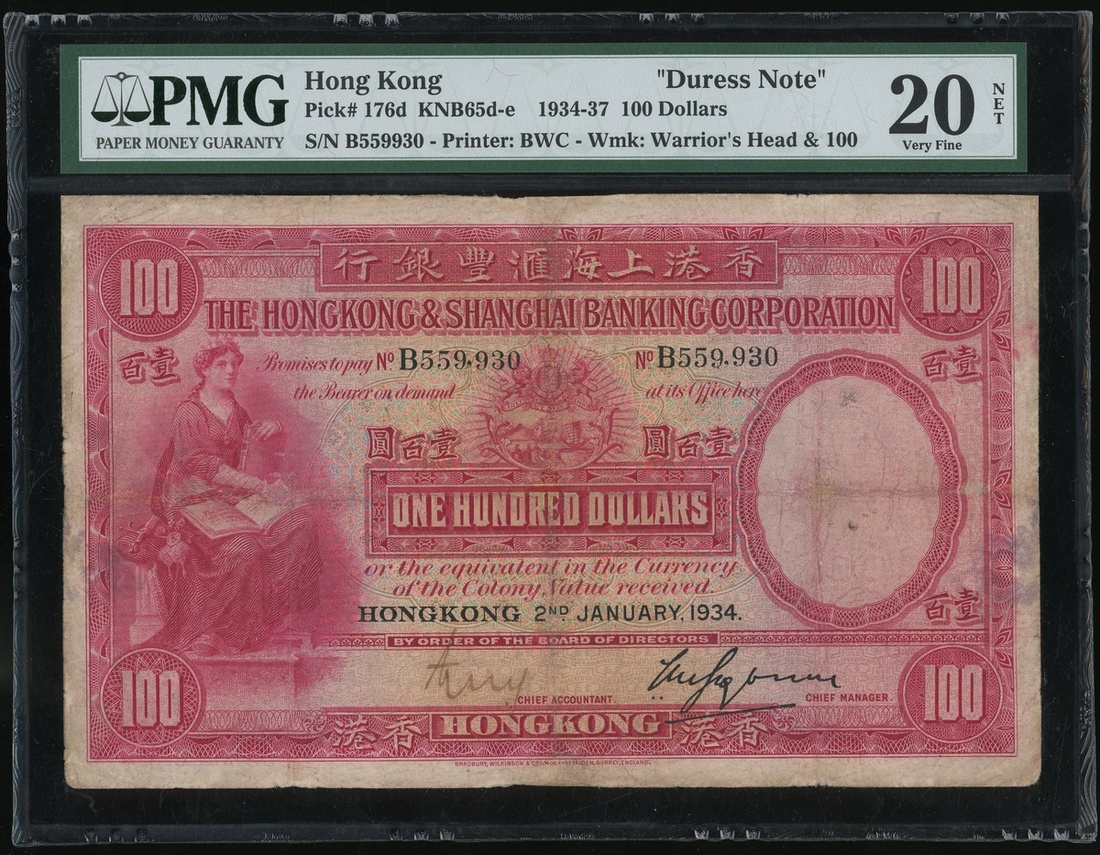 PMG
PAPER MONEY GUARANTY
Hong Kong "Duress Note"
Pick# 176d KNB65d-e 1934-37 100 Dollars
S/N B559930 - Printer: BWC - Wmk: Warrior's Head & 100
20
NET
Very Fine
香港上海滙豐銀行
100 100
THE HONGKONG & SHANGHAI BANKING CORPORATION
壹百 壹百
Promises to pay Nº B559,930 Nº B559,930
the Bearer on demand at its Office here
壹百圓 壹百圓
ONE HUNDRED DOLLARS
or the equivalent in the Currency
of the Colony, Value received.
壹百
HONGKONG 2ND JANUARY, 1934.
BY ORDER OF THE BOARD OF DIRECTORS
CHIEF ACCOUNTANT. CHIEF MANAGER.
100 100
香港 HONGKONG 香港
BRADBURY, WILKINSON & SURREY, ENGLAND.